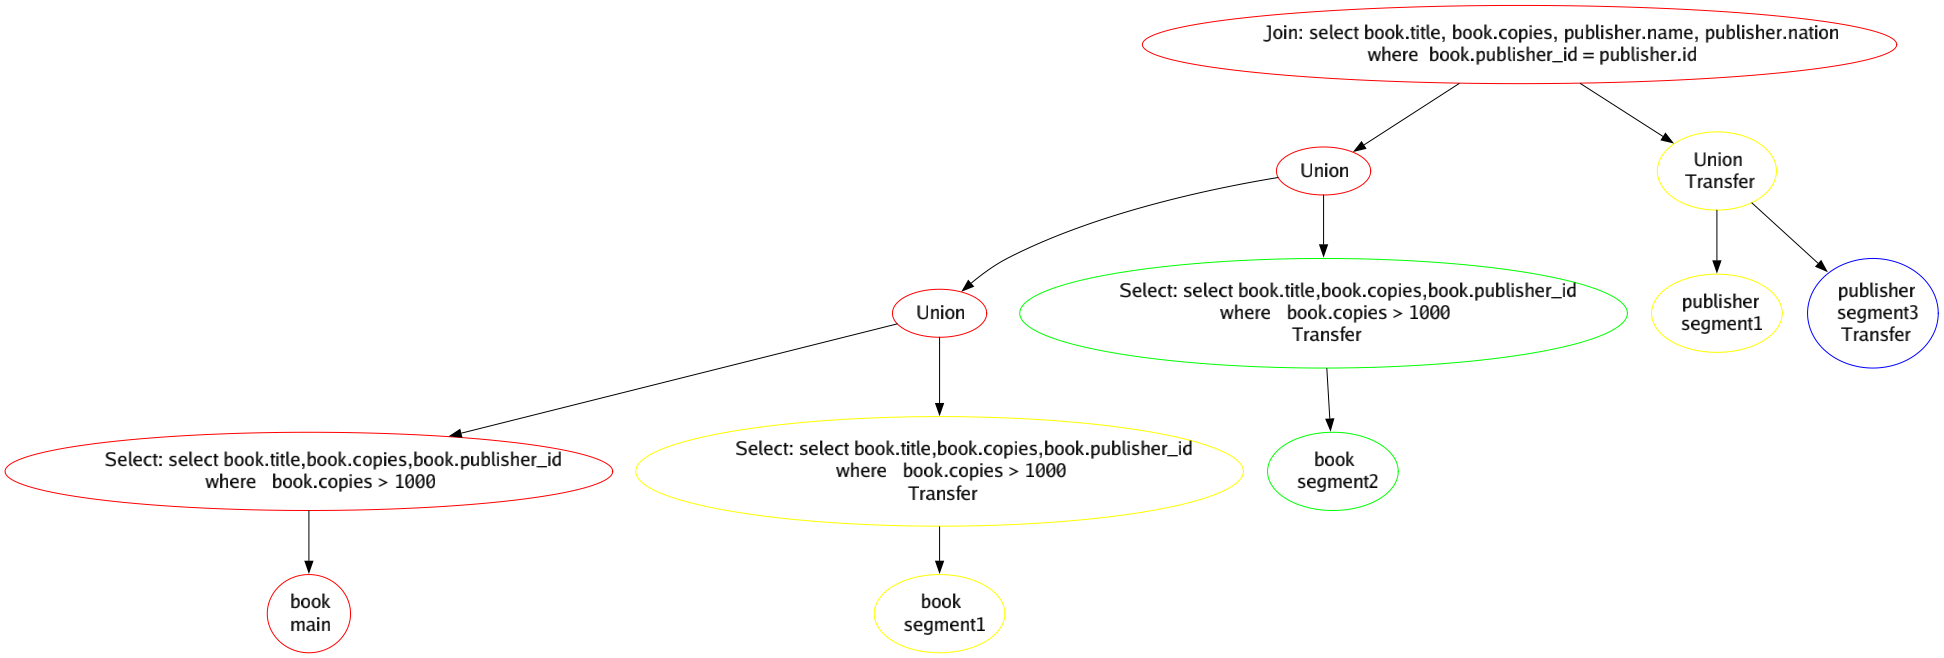 Join: select book.title, book.copies, publisher.name, publisher.nation
where  book.publisher_id = publisher.id
Union
Union
Transfer
Union
Select: select book.title,book.copies,book.publisher_id
where   book.copies > 1000
Transfer
publisher
segment1
publisher
segment3
Transfer
Select: select book.title,book.copies,book.publisher_id
where   book.copies > 1000
Select: select book.title,book.copies,book.publisher_id
where   book.copies > 1000
Transfer
book
segment2
book
main
book
segment1